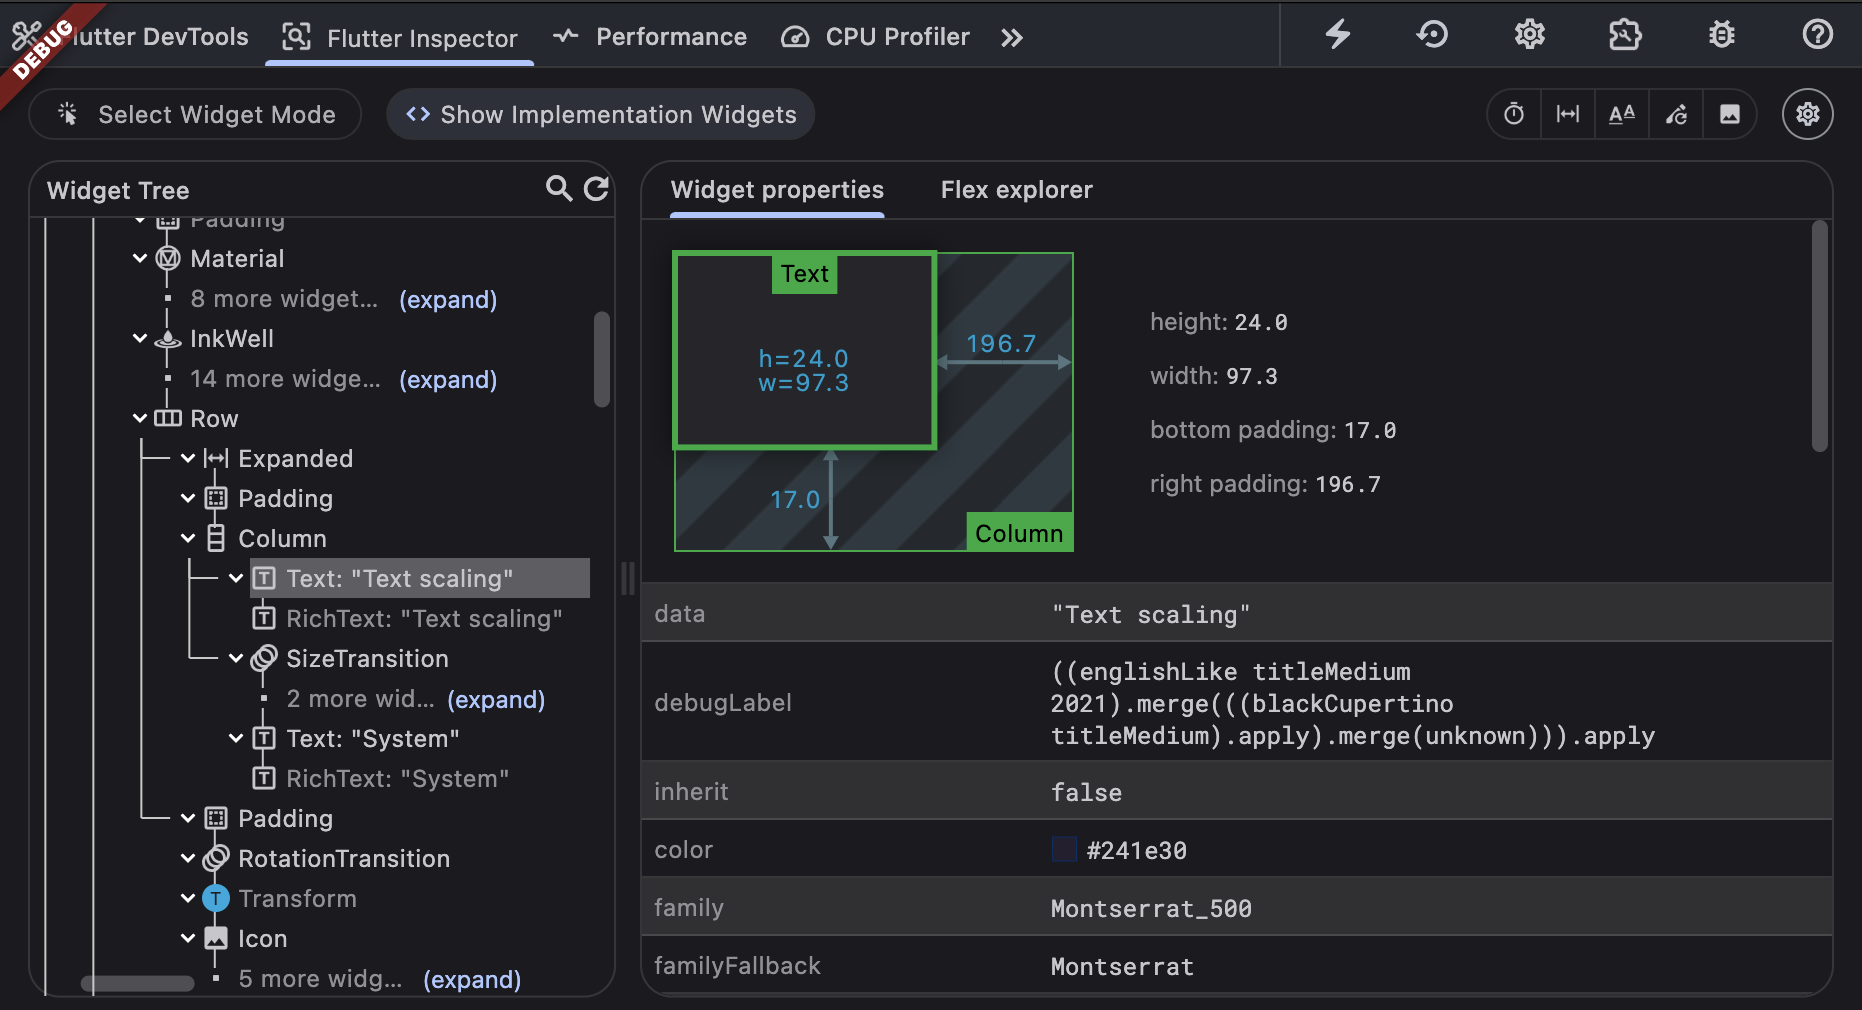 DEBUG
lutter DevTools
Flutter Inspector
Performance
CPU Profiler
Select Widget Mode
Show Implementation Widgets
Widget Tree
Padding
Material
8 more widget... (expand)
InkWell
14 more widge... (expand)
Row
Expanded
Padding
Column
Text: "Text scaling"
RichText: "Text scaling"
SizeTransition
2 more wid... (expand)
Text: "System"
RichText: "System"
Padding
RotationTransition
T Transform
Icon
5 more widg... (expand)
Widget properties
Flex explorer
Text
h=24.0
w=97.3
196.7
17.0
Column
height: 24.0
width: 97.3
bottom padding: 17.0
right padding: 196.7
data "Text scaling"
debugLabel ((englishLike titleMedium
2021).merge(((blackCupertino
titleMedium).apply).merge(unknown))).apply
inherit false
color #241e30
family Montserrat_500
familyFallback Montserrat